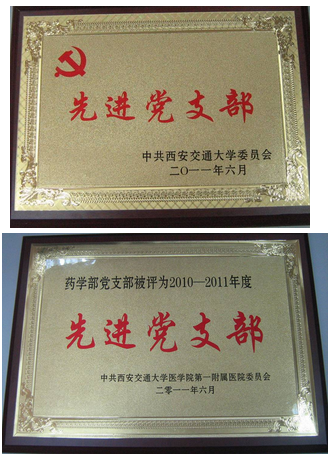 先进党支部
中共西安交通大学委员会
二〇一一年六月
药学部党支部被评为2010—2011年度
先进党支部
中共西安交通大学医学院第一附属医院委员会
二零一一年六月